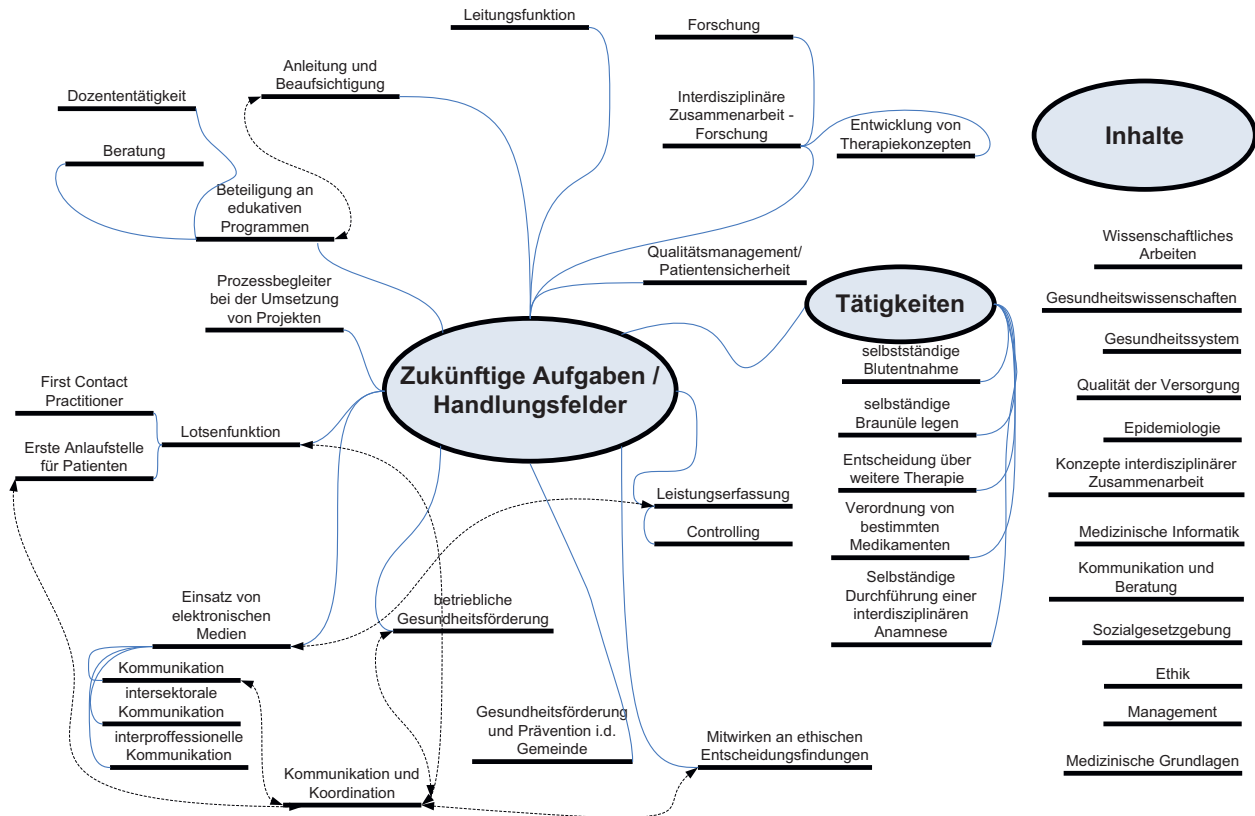 Leitungsfunktion
Forschung
Anleitung und
Beaufsichtigung
Dozententätigkeit
Interdisziplinäre
Zusammenarbeit -
Forschung
Entwicklung von
Therapiekonzepten
Inhalte
Beratung
Beteiligung an
edukativen
Programmen
Qualitätsmanagement/
Patientensicherheit
Wissenschaftliches
Arbeiten
Prozessbegleiter
bei der Umsetzung
von Projekten
Tätigkeiten
Gesundheitswissenschaften
Zukünftige Aufgaben /
Handlungsfelder
selbstständige
Blutentnahme
Gesundheitssystem
First Contact
Practitioner
selbständige
Braunüle legen
Qualität der Versorgung
Lotsenfunktion
Epidemiologie
Erste Anlaufstelle
für Patienten
Entscheidung über
weitere Therapie
Konzepte interdisziplinärer
Zusammenarbeit
Leistungserfassung
Verordnung von
bestimmten
Medikamenten
Controlling
Medizinische Informatik
Selbständige
Durchführung einer
interdisziplinären
Anamnese
Kommunikation und
Beratung
Einsatz von
elektronischen
Medien
betriebliche
Gesundheitsförderung
Sozialgesetzgebung
Kommunikation
intersektorale
Kommunikation
interproffessionelle
Kommunikation
Ethik
Management
Gesundheitsförderung
und Prävention i.d.
Gemeinde
Mitwirken an ethischen
Entscheidungsfindungen
Medizinische Grundlagen
Kommunikation und
Koordination